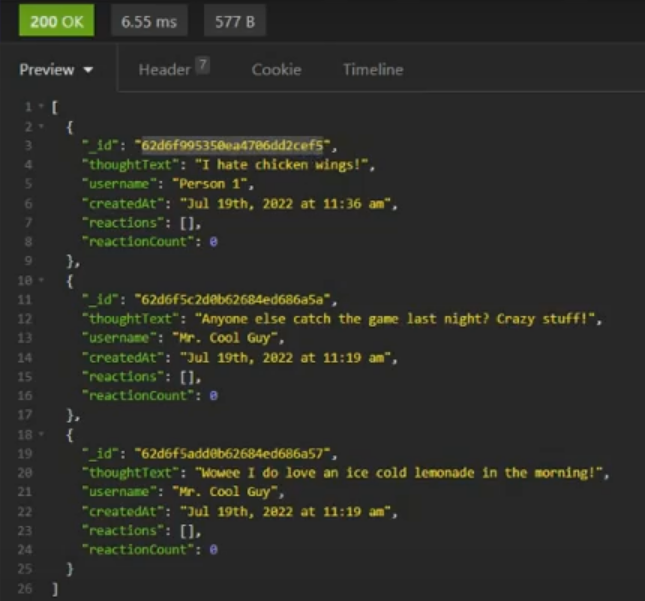 200 OK 6.55 ms 577 B
Preview Header 7 Cookie Timeline
1 [
2 {
3 "_id": "62d6f995350ea4706dd2cef5",
4 "thoughtText": "I hate chicken wings!",
5 "username": "Person 1",
6 "createdAt": "Jul 19th, 2022 at 11:36 am",
7 "reactions": [],
8 "reactionCount": 0
9 },
10 {
11 "_id": "62d6f5c2d0b62684ed686a5a",
12 "thoughtText": "Anyone else catch the game last night? Crazy stuff!",
13 "username": "Mr. Cool Guy",
14 "createdAt": "Jul 19th, 2022 at 11:19 am",
15 "reactions": [],
16 "reactionCount": 0
17 },
18 {
19 "_id": "62d6f5add0b62684ed686a57",
20 "thoughtText": "Wowee I do love an ice cold lemonade in the morning!",
21 "username": "Mr. Cool Guy",
22 "createdAt": "Jul 19th, 2022 at 11:19 am",
23 "reactions": [],
24 "reactionCount": 0
25 }
26 ]